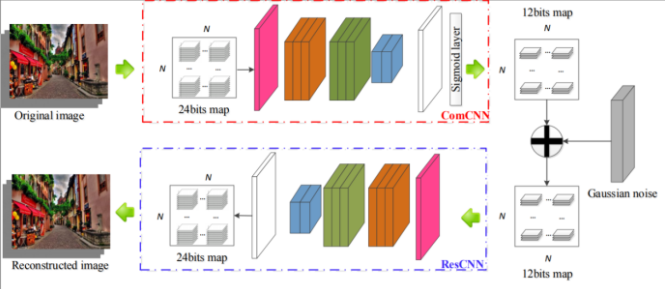 N
N
24bits map
Sigmoid layer
ComCNN
Original image
12bits map
N
N
Gaussian noise
N
N
12bits map
N
N
24bits map
ResCNN
Reconstructed image